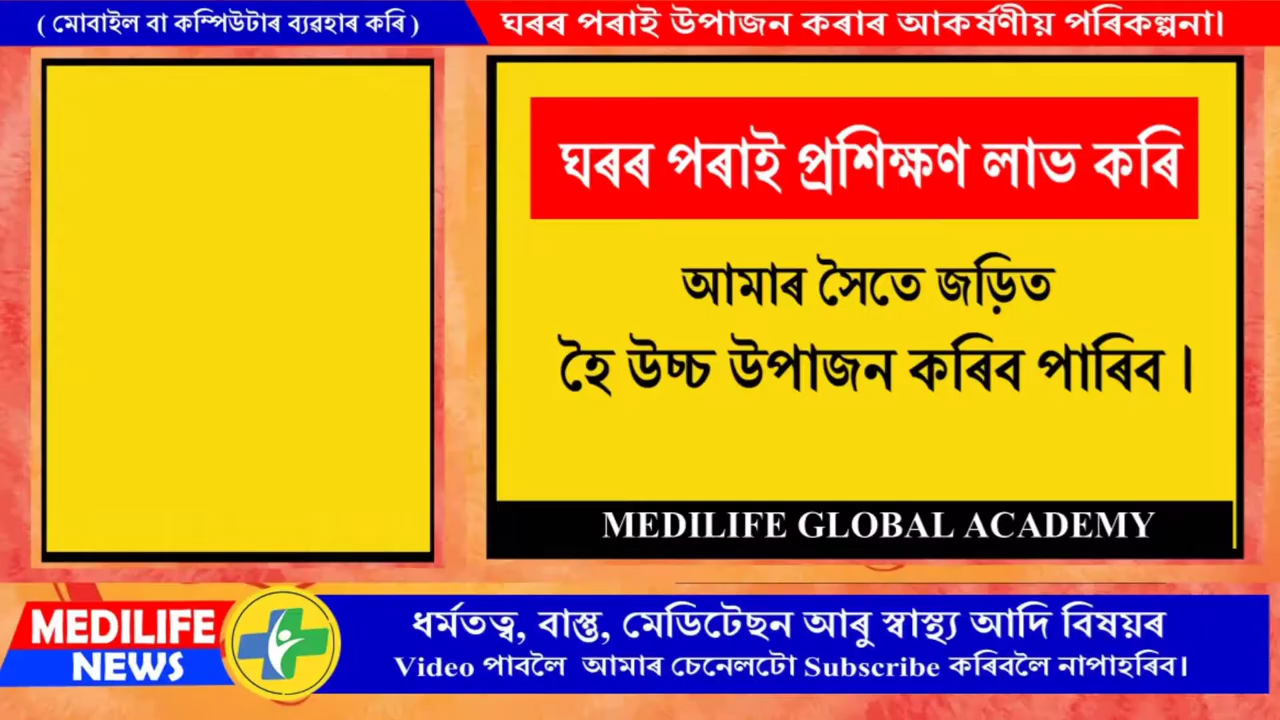 ( মোবাইল বা কম্পিউটাৰ ব্যৱহাৰ কৰি )
ঘৰৰ পৰাই উপাজন কৰাৰ আকৰ্ষণীয় পৰিকল্পনা।
ঘৰৰ পৰাই প্ৰশিক্ষণ লাভ কৰি
আমাৰ সৈতে জড়িত
হৈ উচ্চ উপাজন কৰিব পাৰিব ।
MEDILIFE GLOBAL ACADEMY
MEDILIFE
NEWS
ধৰ্মতত্ব, বাস্তু, মেডিটেছন আৰু স্বাস্থ্য আদি বিষয়ৰ
Video পাবলৈ আমাৰ চেনেলটো Subscribe কৰিবলৈ নাপাহৰিব।